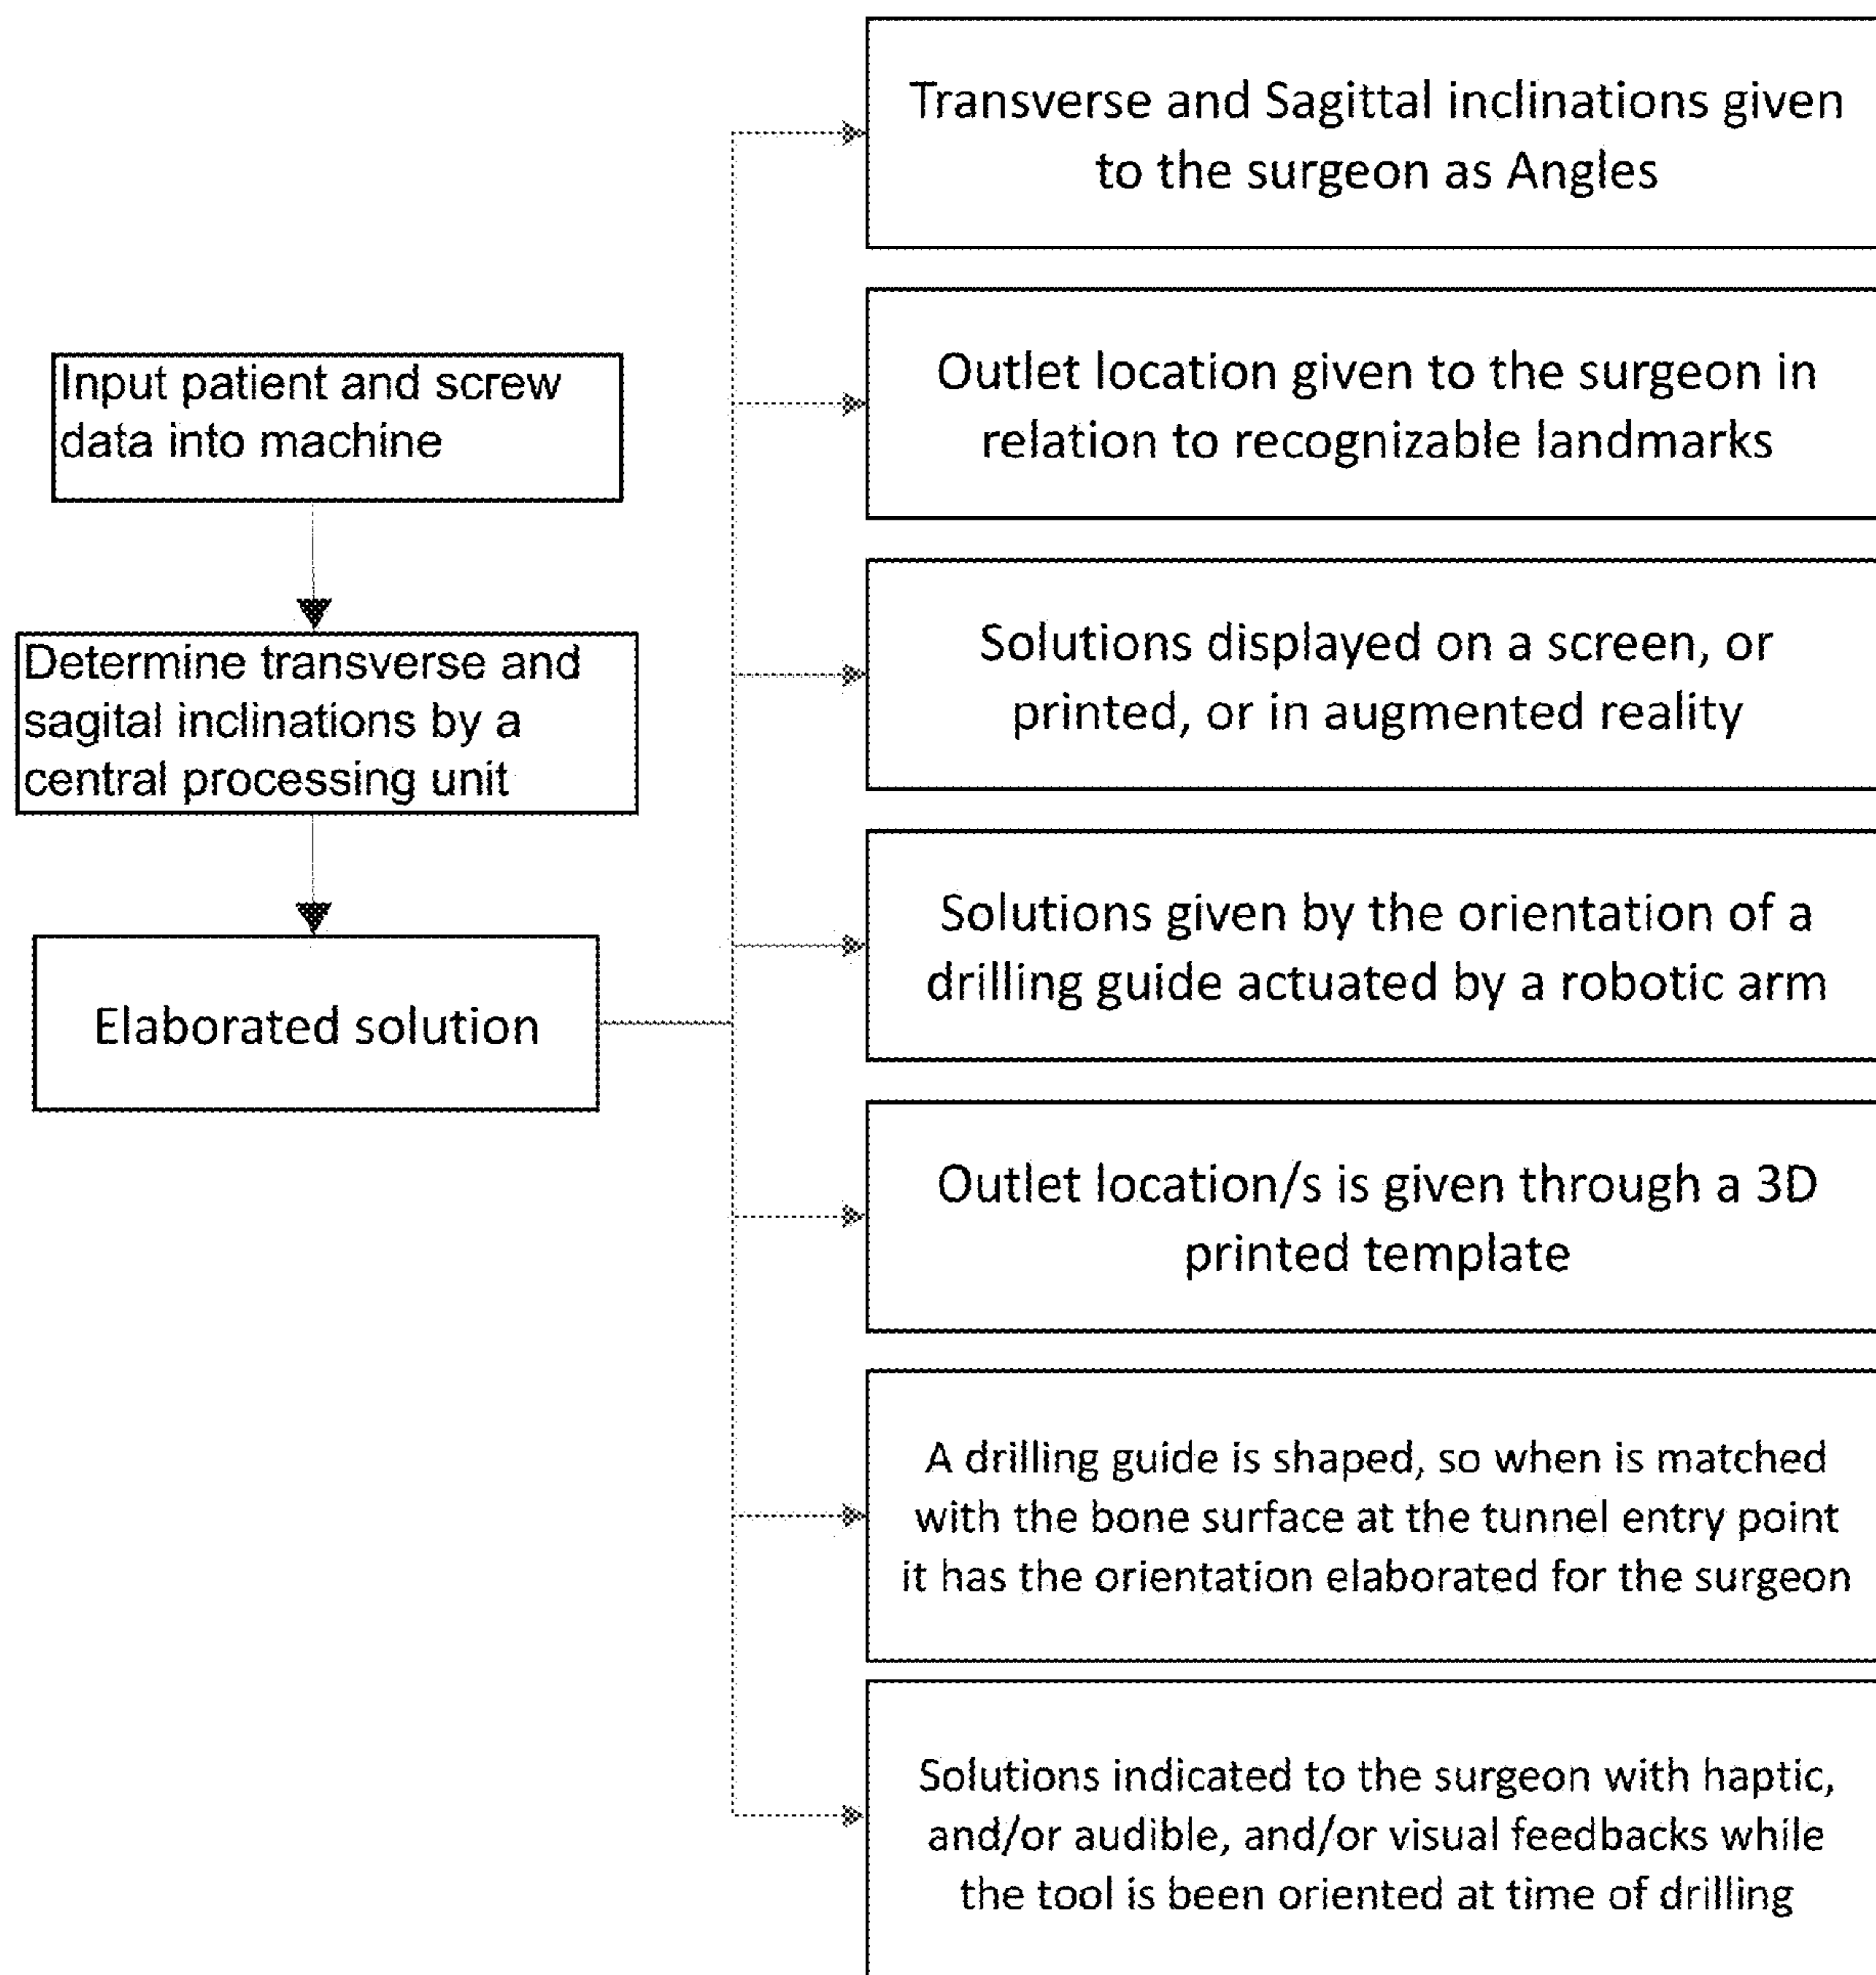 Input patient and screw
data into machine
Determine transverse and
sagital inclinations by a
central processing unit
Elaborated solution
Transverse and Sagittal inclinations given
to the surgeon as Angles
Outlet location given to the surgeon in
relation to recognizable landmarks
Solutions displayed on a screen, or
printed, or in augmented reality
Solutions given by the orientation of a
drilling guide actuated by a robotic arm
Outlet location/s is given through a 3D
printed template
A drilling guide is shaped, so when is matched
with the bone surface at the tunnel entry point
it has the orientation elaborated for the surgeon
Solutions indicated to the surgeon with haptic,
and/or audible, and/or visual feedbacks while
the tool is been oriented at time of drilling